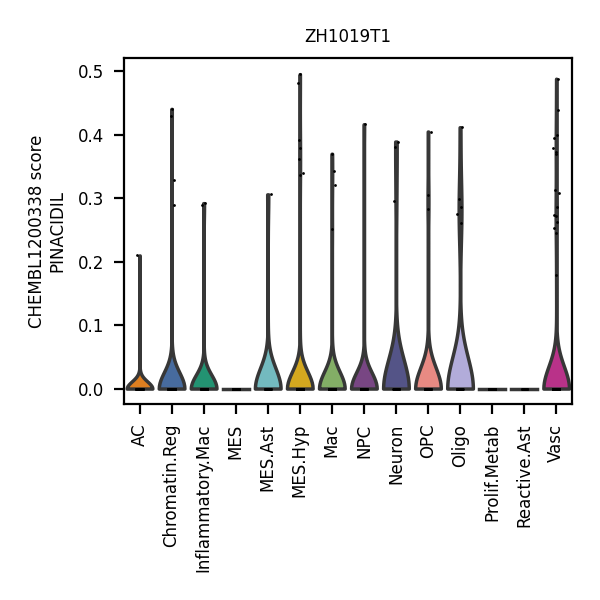 ZH1019T1
CHEMBL1200338 score
PINACIDIL
0.5
0.4
0.3
0.2
0.1
0.0
AC
Chromatin.Reg
Inflammatory.Mac
MES
MES.Ast
MES.Hyp
Mac
NPC
Neuron
OPC
Oligo
Prolif.Metab
Reactive.Ast
Vasc